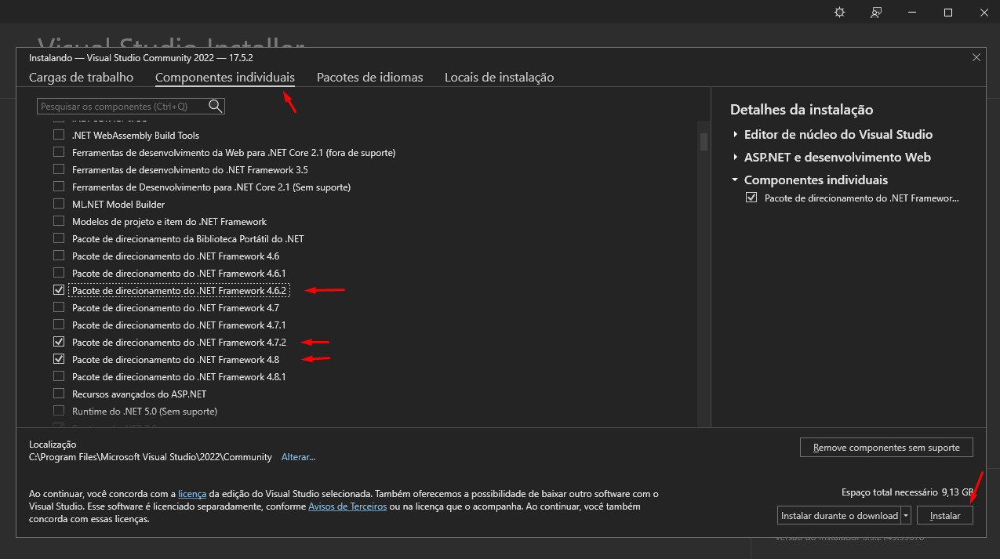 Visual Studio Installer
Instalando — Visual Studio Community 2022 — 17.5.2
Cargas de trabalho
Componentes individuais
Pacotes de idiomas
Locais de instalação
Pesquisar os componentes (Ctrl+Q)
.NET WebAssembly Build Tools
Ferramentas de desenvolvimento da Web para .NET Core 2.1 (fora de suporte)
Ferramentas de desenvolvimento do .NET Framework 3.5
Ferramentas de Desenvolvimento para .NET Core 2.1 (Sem suporte)
ML.NET Model Builder
Modelos de projeto e item do .NET Framework
Pacote de direcionamento da Biblioteca Portátil do .NET
Pacote de direcionamento do .NET Framework 4.6
Pacote de direcionamento do .NET Framework 4.6.1
Pacote de direcionamento do .NET Framework 4.6.2
Pacote de direcionamento do .NET Framework 4.7
Pacote de direcionamento do .NET Framework 4.7.1
Pacote de direcionamento do .NET Framework 4.7.2
Pacote de direcionamento do .NET Framework 4.8
Pacote de direcionamento do .NET Framework 4.8.1
Recursos avançados do ASP.NET
Runtime do .NET 5.0 (Sem suporte)
Detalhes da instalação
Editor de núcleo do Visual Studio
ASP.NET e desenvolvimento Web
Componentes individuais
Pacote de direcionamento do .NET Framewor...
Localização
C:\Program Files\Microsoft Visual Studio\2022\Community Alterar...
Remove componentes sem suporte
Ao continuar, você concorda com a licença da edição do Visual Studio selecionada. Também oferecemos a possibilidade de baixar outro software com o
Visual Studio. Esse software é licenciado separadamente, conforme Avisos de Terceiros ou na licença que o acompanha. Ao continuar, você também
concorda com essas licenças.
Espaço total necessário 9,13 GB
Instalar durante o download
Instalar
Versão do Instalador